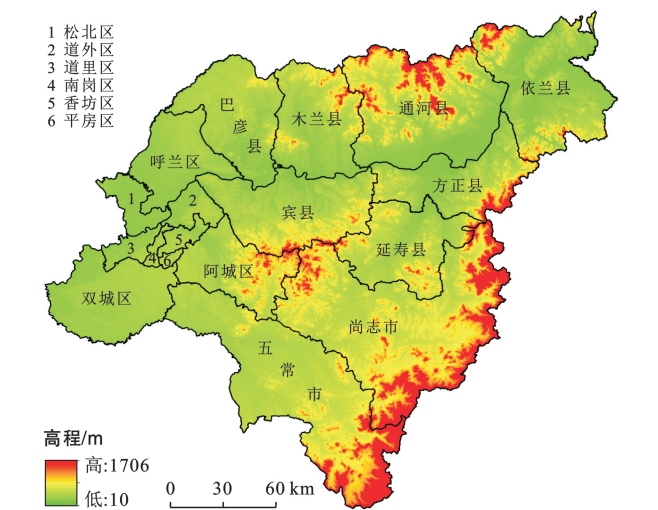 1 松北区
2 道外区
3 道里区
4 南岗区
5 香坊区
6 平房区
依兰县
巴彦县
木兰县
通河县
呼兰区
方正县
1
2
宾县
3
5
4
6
延寿县
阿城区
双城区
尚志市
五常市
高程/m
高:1706
低:10
0 30 60 km